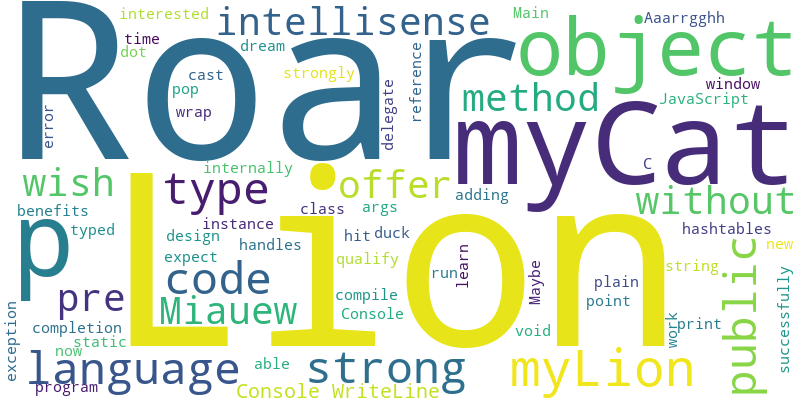 Roar
Lion
myCat
object
intellisense
interested
time
dot
dream
cast
pop
wrap
strongly
error
delegate
reference
Main
Aaarrgghh
window
JavaScript
method
C
wish
type
offer
without
internally
adding
benefits
typed
p
instance
class
args
hashtables
design
handles
hit
duck
expect
qualify
run
learn
Maybe
plain
point
string
new
public
successfully
code
pre
Miauew
compile
Console
void
work
print
completion
static
now
exception
language
program
able
strong
Console WriteLine
myLion